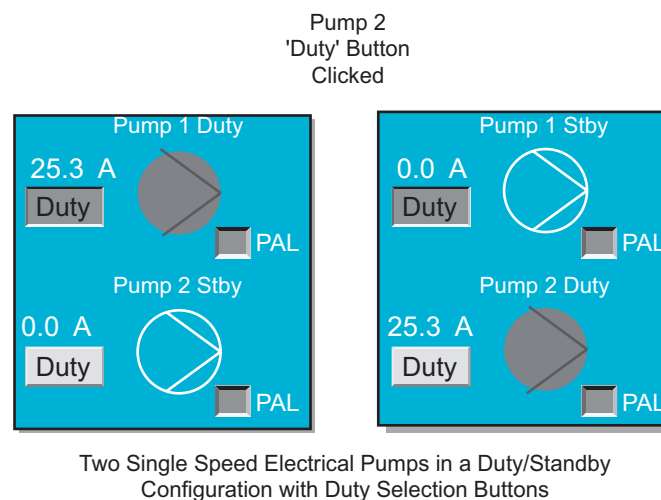 Pump 2
'Duty' Button
Clicked
Pump 1 Duty
25.3 A
Duty
PAL
Pump 2 Stby
0.0 A
Duty
PAL
Pump 1 Stby
0.0 A
Duty
PAL
Pump 2 Duty
25.3 A
Duty
PAL
Two Single Speed Electrical Pumps in a Duty/Standby
Configuration with Duty Selection Buttons